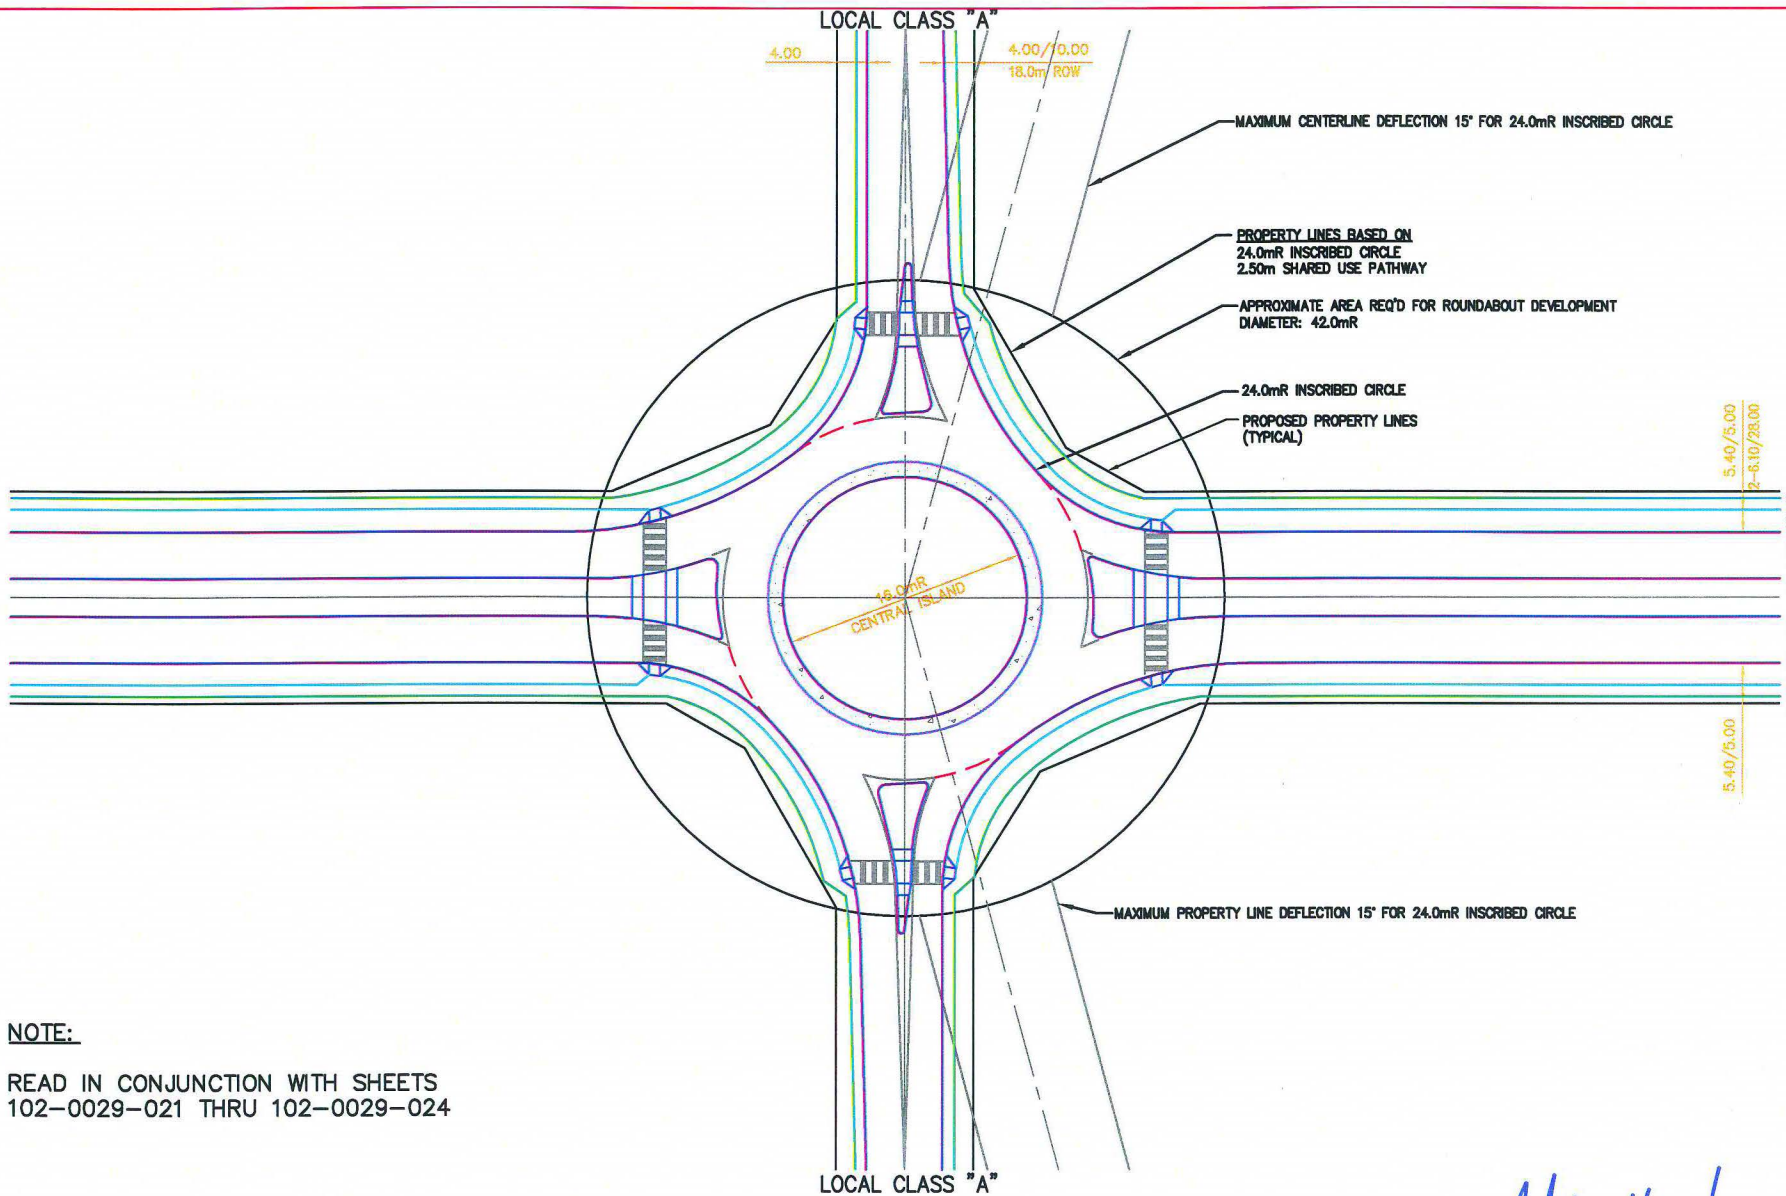 LOCAL CLASS "A"
4.00
4.00/10.00
18.0m ROW
MAXIMUM CENTERLINE DEFLECTION 15° FOR 24.0mR INSCRIBED CIRCLE
PROPERTY LINES BASED ON
24.0mR INSCRIBED CIRCLE
2.50m SHARED USE PATHWAY
APPROXIMATE AREA REQ'D FOR ROUNDABOUT DEVELOPMENT
DIAMETER: 42.0mR
24.0mR INSCRIBED CIRCLE
PROPOSED PROPERTY LINES
(TYPICAL)
5.40/5.00
2-6.10/28.00
16.0mR
CENTRAL ISLAND
5.40/5.00
MAXIMUM PROPERTY LINE DEFLECTION 15° FOR 24.0mR INSCRIBED CIRCLE
NOTE:
READ IN CONJUNCTION WITH SHEETS
102-0029-021 THRU 102-0029-024
LOCAL CLASS "A"